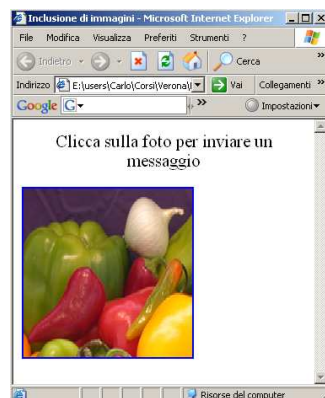 Inclusione di immagini - Microsoft Internet Explorer
File Modifica Visualizza Preferiti Strumenti ?
Indietro Cerca »
Indirizzo E:\users\Carlo\Corsi\Verona\ Vai Collegamenti »
Google G » Impostazioni
Clicca sulla foto per inviare un
messaggio
Risorse del computer